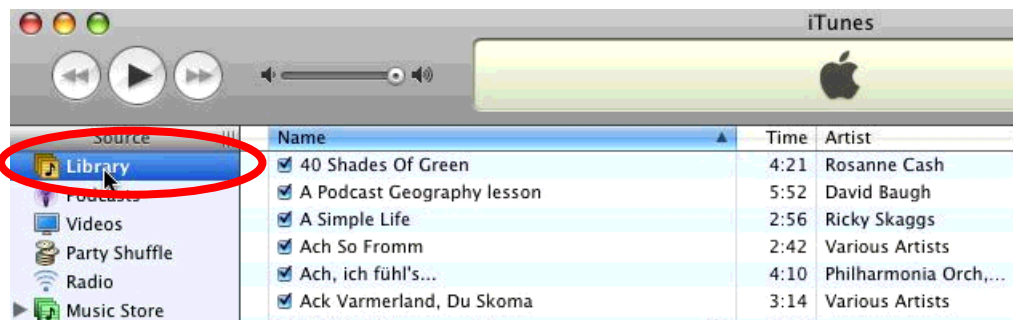 iTunes
Source Name Time Artist
Library 40 Shades Of Green 4:21 Rosanne Cash
Podcasts A Podcast Geography lesson 5:52 David Baugh
Videos A Simple Life 2:56 Ricky Skaggs
Party Shuffle Ach So Fromm 2:42 Various Artists
Radio Ach, ich fühl's... 4:10 Philharmonia Orch,...
Music Store Ack Varmerland, Du Skoma 3:14 Various Artists